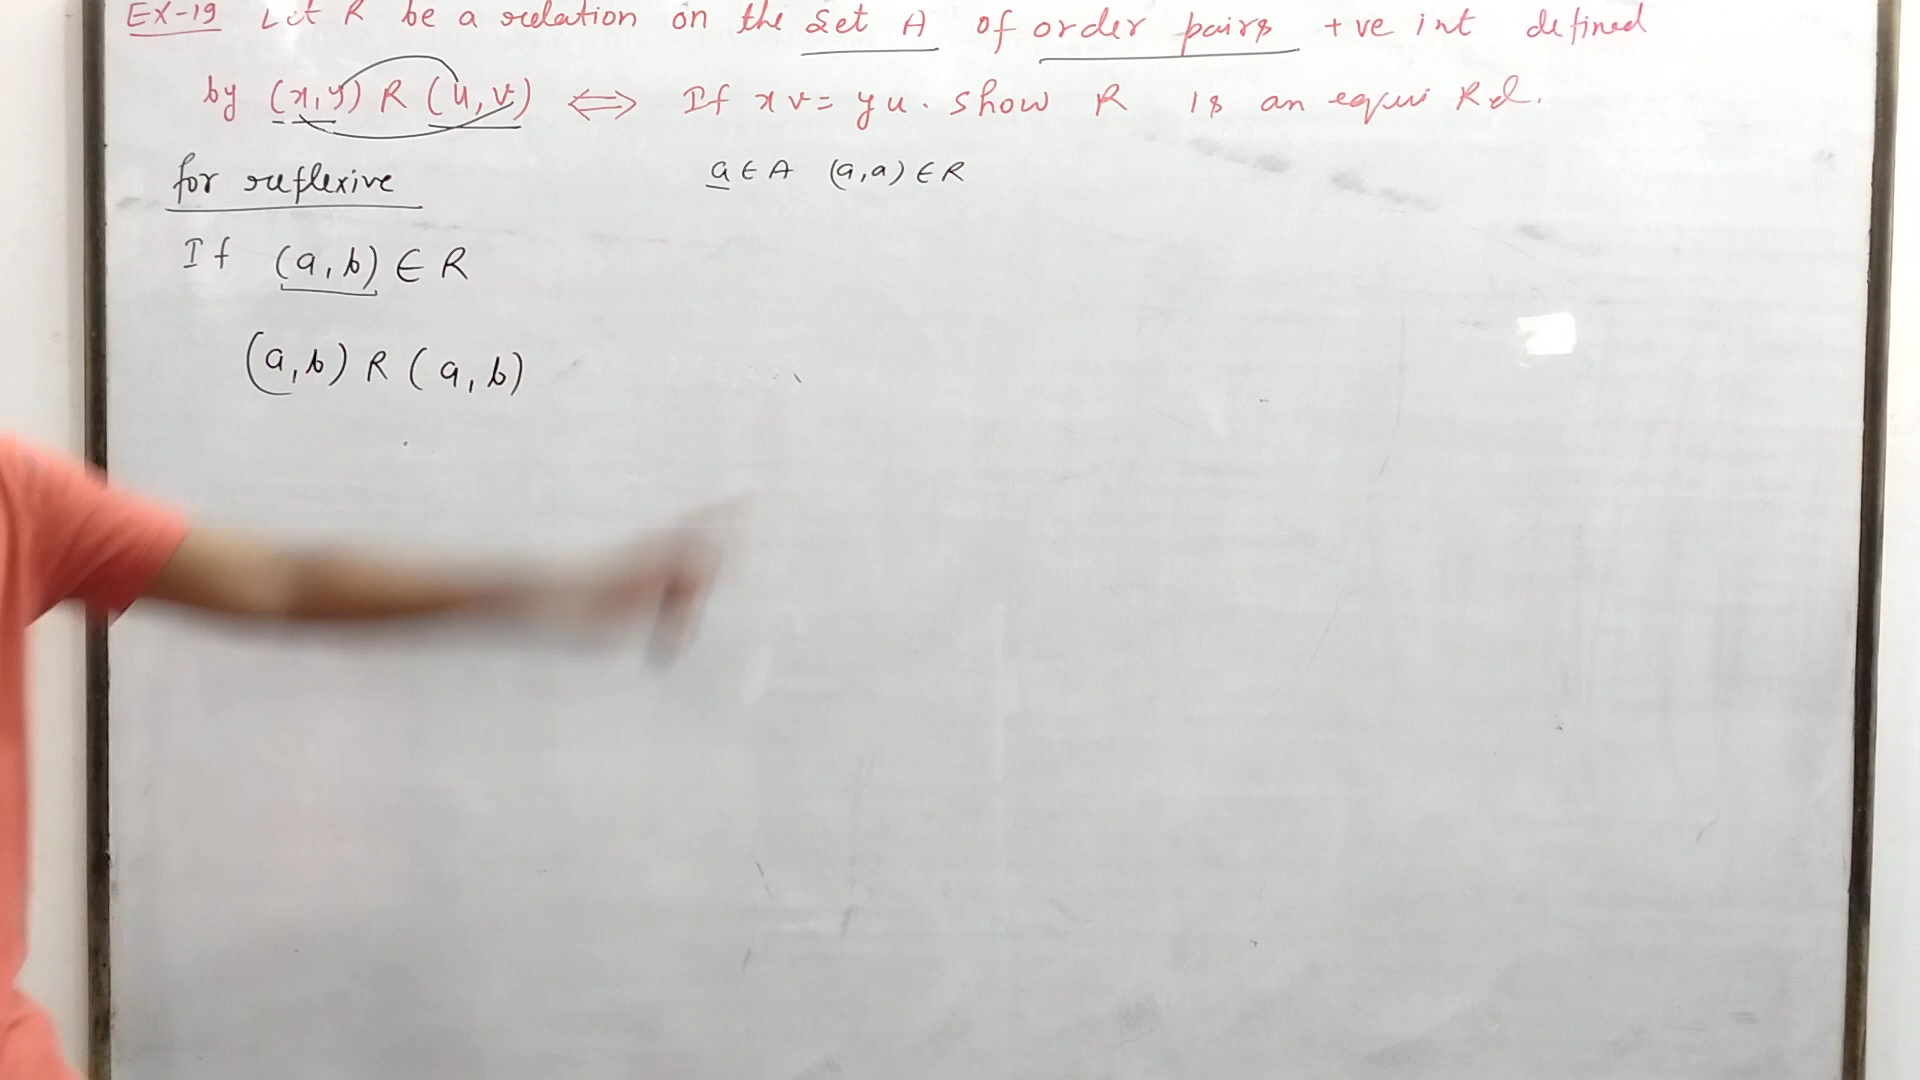 EX-19 Let R be a relation on the set A of order pairs +ve int defined
by (x,y) R (u,v) ⟺ If xv = yu. show R is an equi Rel.
for reflexive a ∈ A (a,a) ∈ R
If (a,b) ∈ R
(a,b) R (a,b)